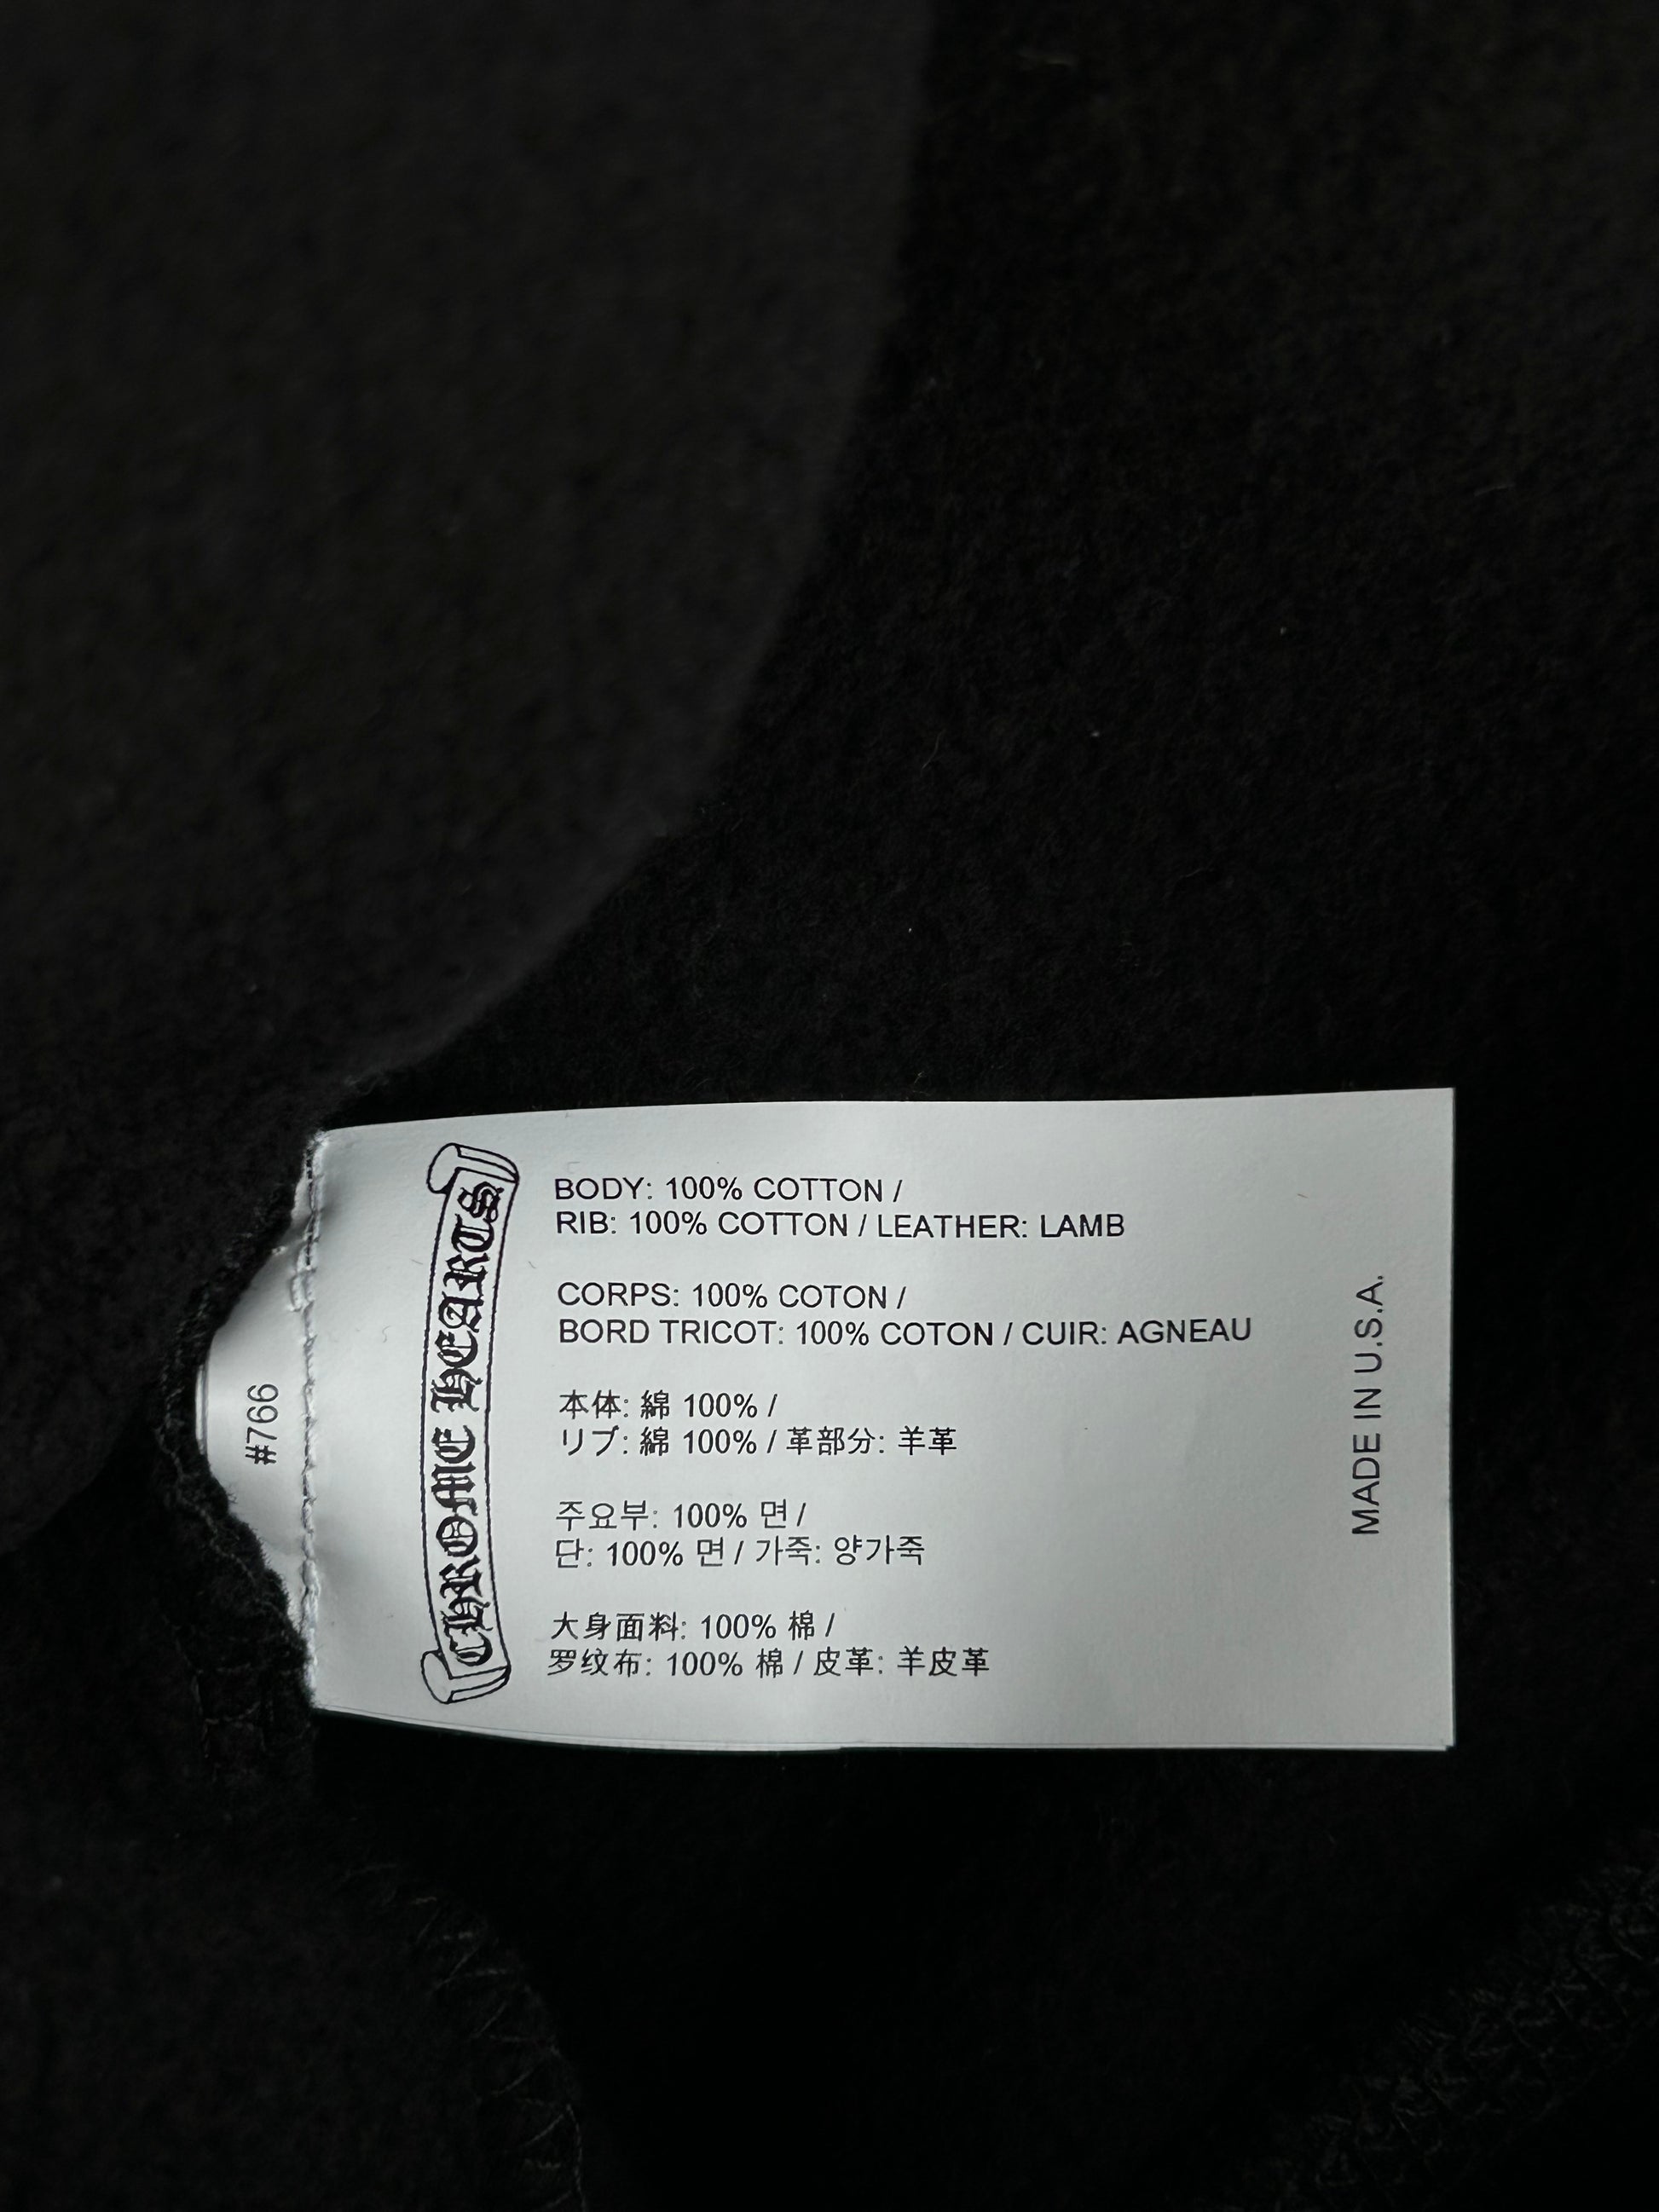 #766
CHROME HEARTS
BODY: 100% COTTON /
RIB: 100% COTTON / LEATHER: LAMB
CORPS: 100% COTON /
BORD TRICOT: 100% COTON / CUIR: AGNEAU
本体: 綿 100% /
リブ: 綿 100% / 革部分: 羊革
주요부: 100% 면 /
단: 100% 면 / 가죽: 양가죽
大身面料: 100% 棉 /
罗纹布: 100% 棉 / 皮革: 羊皮革
MADE IN U.S.A.